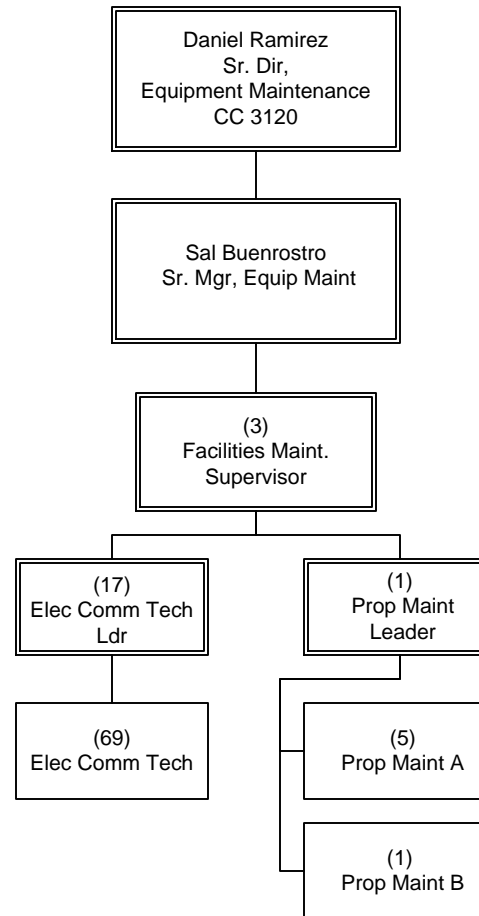 Daniel Ramirez
Sr. Dir,
Equipment Maintenance
CC 3120
Sal Buenrostro
Sr. Mgr, Equip Maint
(3)
Facilities Maint.
Supervisor
(17)
Elec Comm Tech
Ldr
(1)
Prop Maint
Leader
(69)
Elec Comm Tech
(5)
Prop Maint A
(1)
Prop Maint B